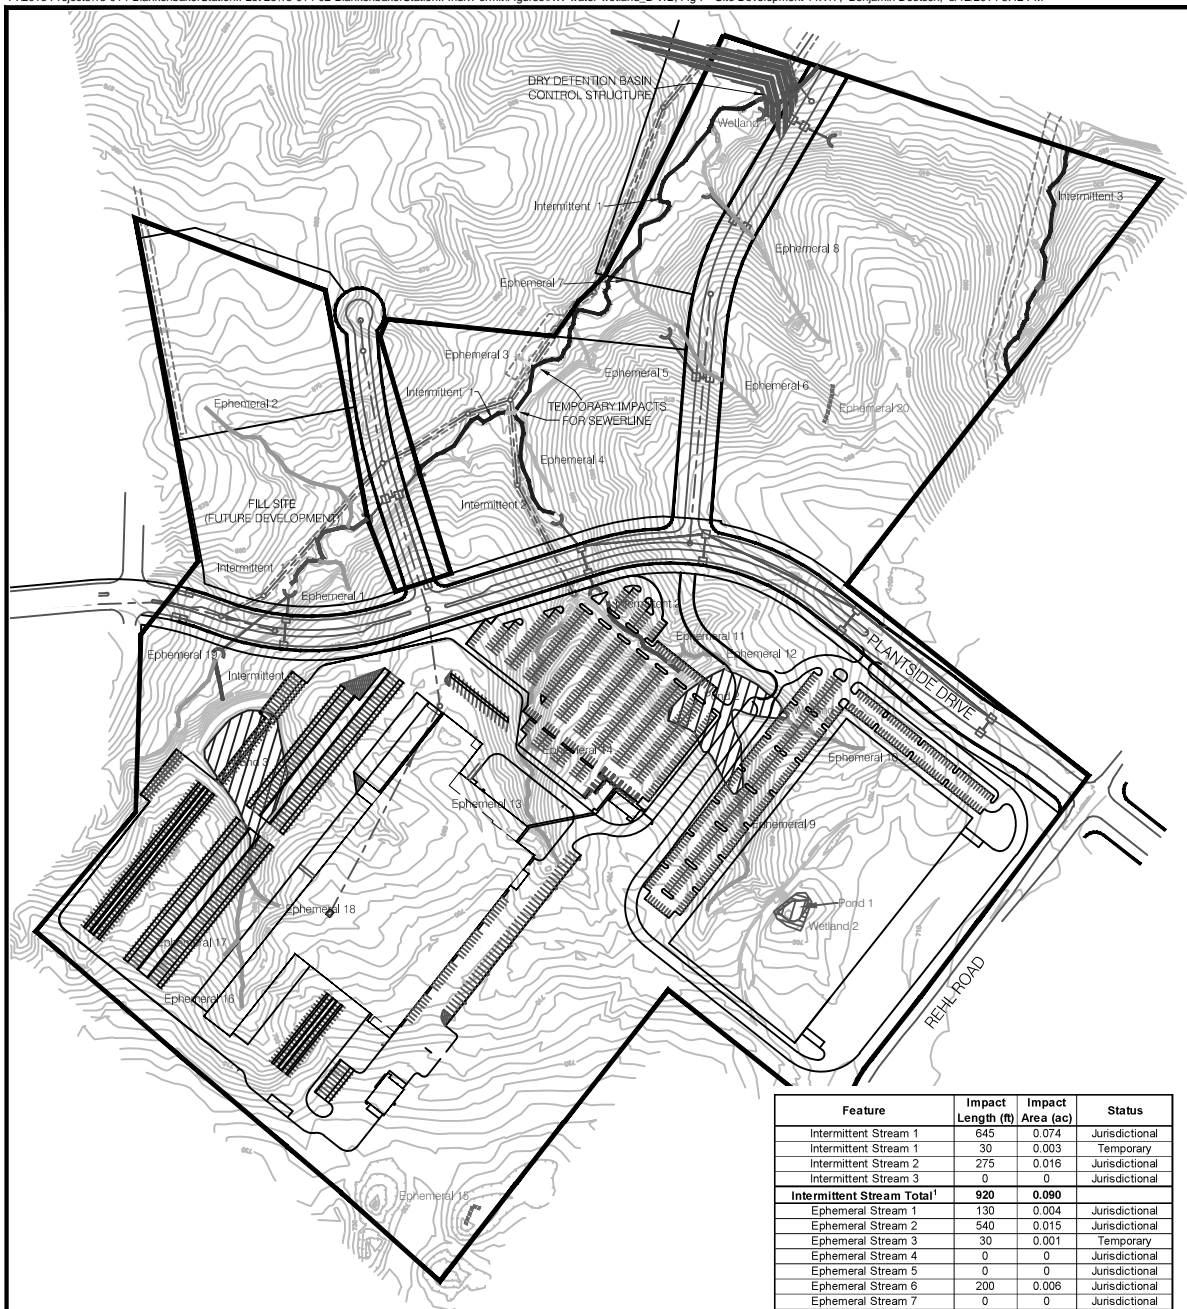 DRY DETENTION BASIN
CONTROL STRUCTURE
Wetland 1
Intermittent 1
Intermittent 3
Ephemeral 8
Ephemeral 7
Ephemeral 3
Ephemeral 5
Ephemeral 6
Ephemeral 20
Intermittent 1
TEMPORARY IMPACTS
FOR SEWERLINE
Ephemeral 2
Ephemeral 4
FILL SITE
(FUTURE DEVELOPMENT)
Intermittent 2
Intermittent
Ephemeral 1
Intermittent 2
Ephemeral 11
Ephemeral 12
PLANTSIDE DRIVE
Ephemeral 19
Intermittent
Ephemeral 14
Ephemeral 10
Ephemeral 13
Ephemeral 9
Pond 1
Wetland 2
Ephemeral 18
Ephemeral 17
Ephemeral 16
REHL ROAD
Ephemeral 15
Feature Impact Length (ft) Impact Area (ac) Status
Intermittent Stream 1 645 0.074 Jurisdictional
Intermittent Stream 1 30 0.003 Temporary
Intermittent Stream 2 275 0.016 Jurisdictional
Intermittent Stream 3 0 0 Jurisdictional
Intermittent Stream Total¹ 920 0.090
Ephemeral Stream 1 130 0.004 Jurisdictional
Ephemeral Stream 2 540 0.015 Jurisdictional
Ephemeral Stream 3 30 0.001 Temporary
Ephemeral Stream 4 0 0 Jurisdictional
Ephemeral Stream 5 0 0 Jurisdictional
Ephemeral Stream 6 200 0.006 Jurisdictional
Ephemeral Stream 7 0 0 Jurisdictional